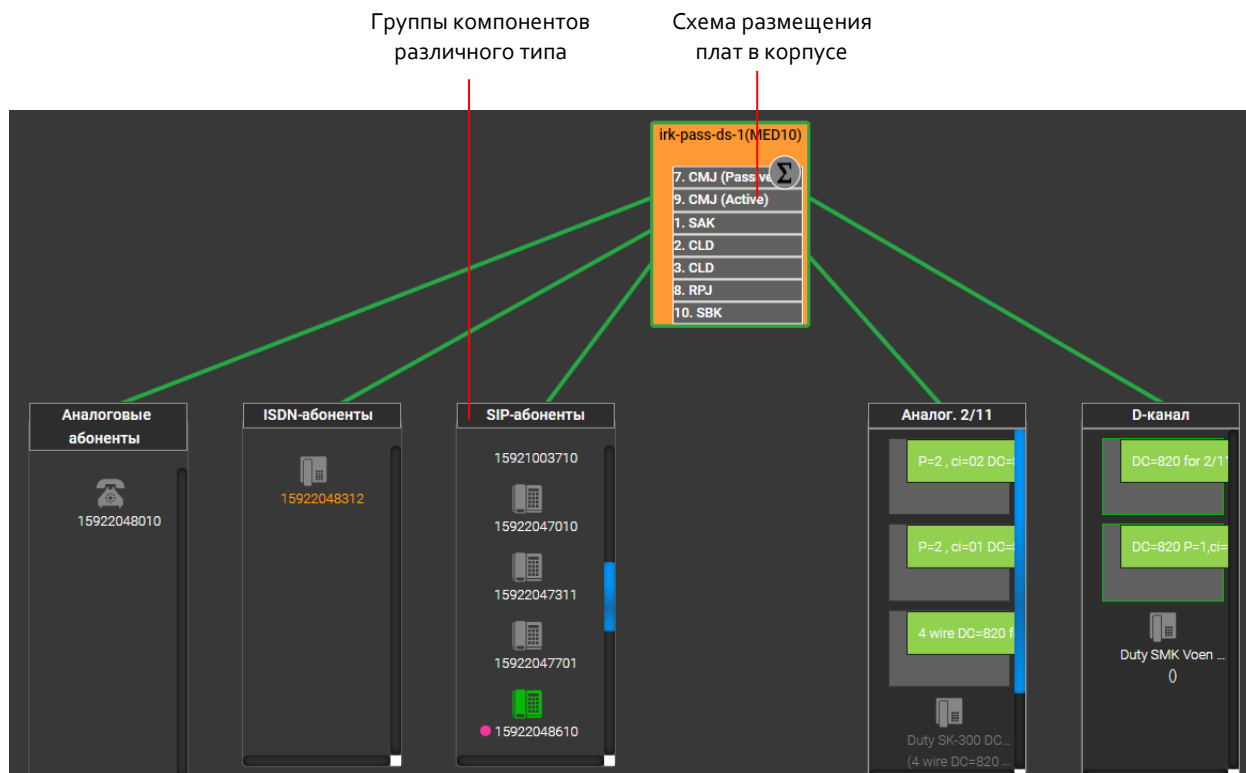 Группы компонентов
различного типа
Схема размещения
плат в корпусе
irk-pass-ds-1(MED10)
Σ
7. CMJ (Passive
9. CMJ (Active)
1. SAK
2. CLD
3. CLD
8. RPJ
10. SBK
Аналоговые
абоненты
15922048010
ISDN-абоненты
15922048312
SIP-абоненты
15921003710
15922047010
15922047311
15922047701
15922048610
Аналог. 2/11
P=2 , ci=02 DC=8
P=2 , ci=01 DC=8
4 wire DC=820 f
Duty SK-300 DC...
(4 wire DC=820 ...
D-канал
DC=820 for 2/11
DC=820 P=1,ci=
Duty SMK Voen ...
()